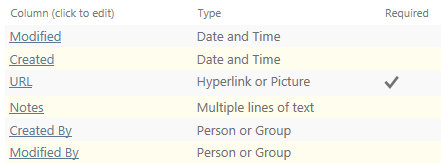 Column (click to edit) Type Required
Modified Date and Time
Created Date and Time
URL Hyperlink or Picture
Notes Multiple lines of text
Created By Person or Group
Modified By Person or Group